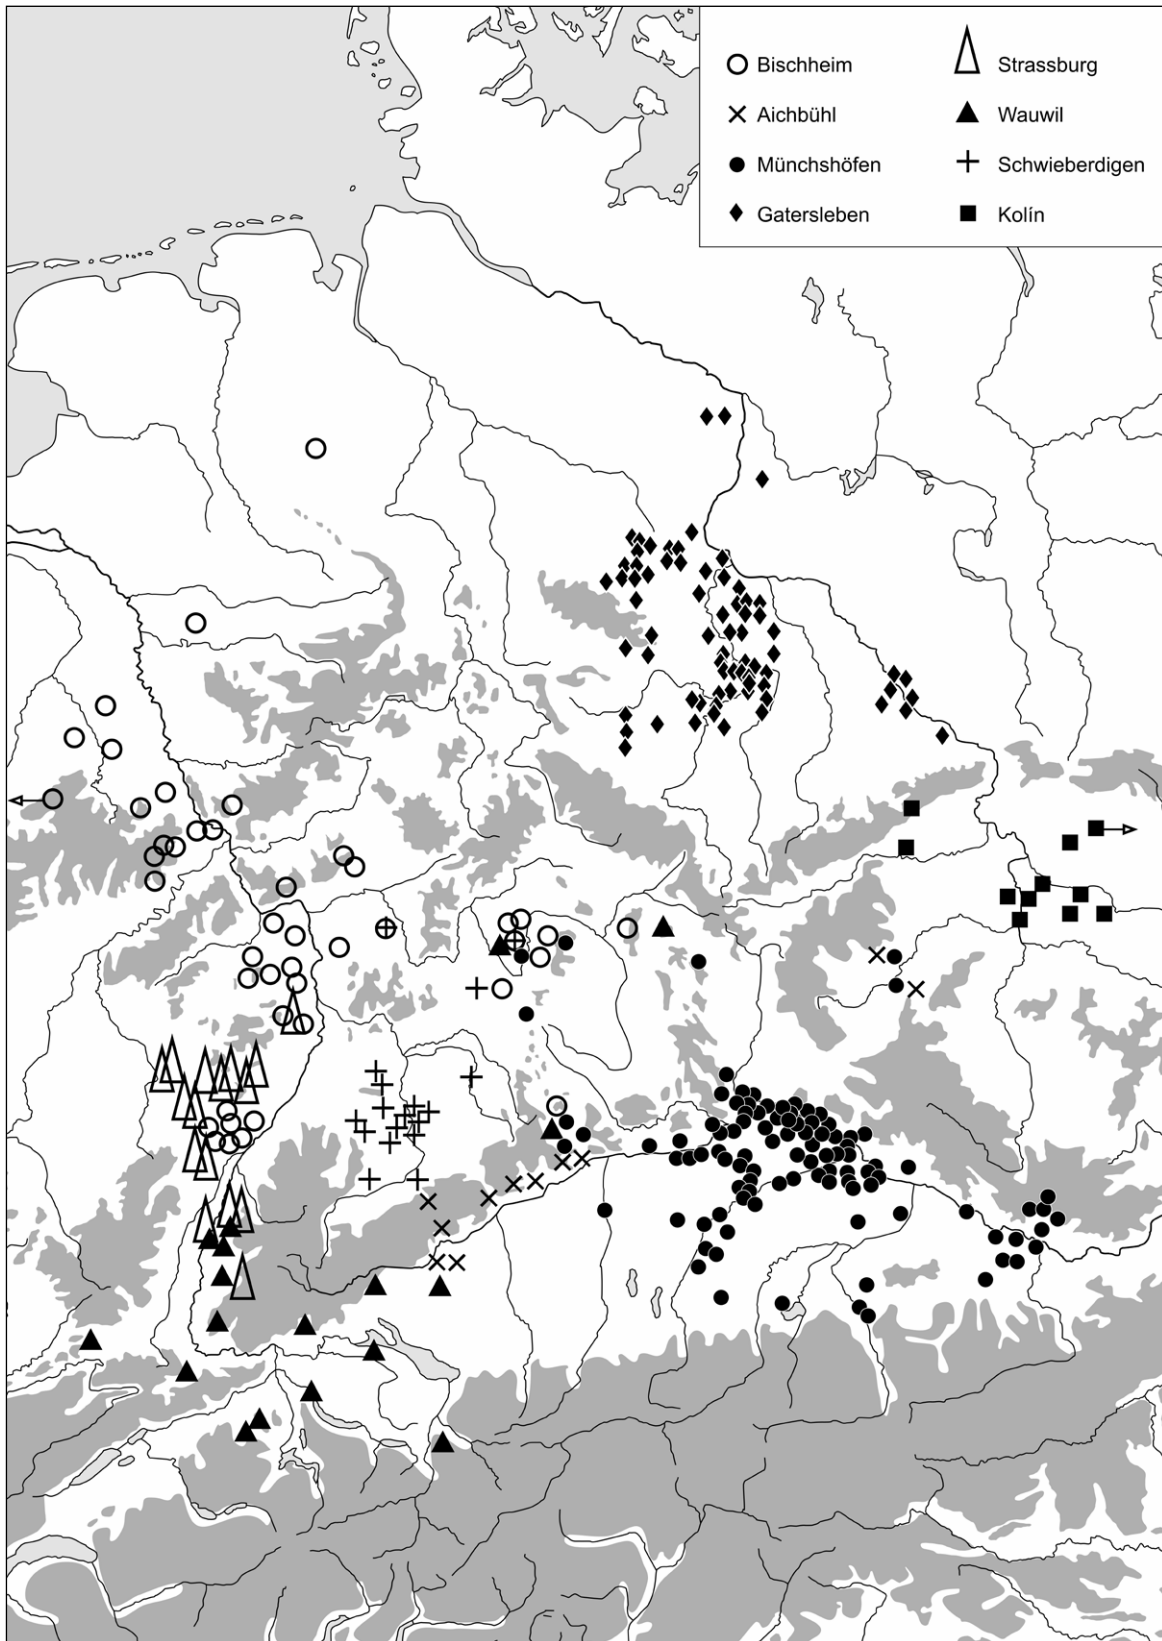 Bischheim
Aichbühl
Münchshöfen
Gatersleben
Strassburg
Wauwil
Schwieberdigen
Kolín